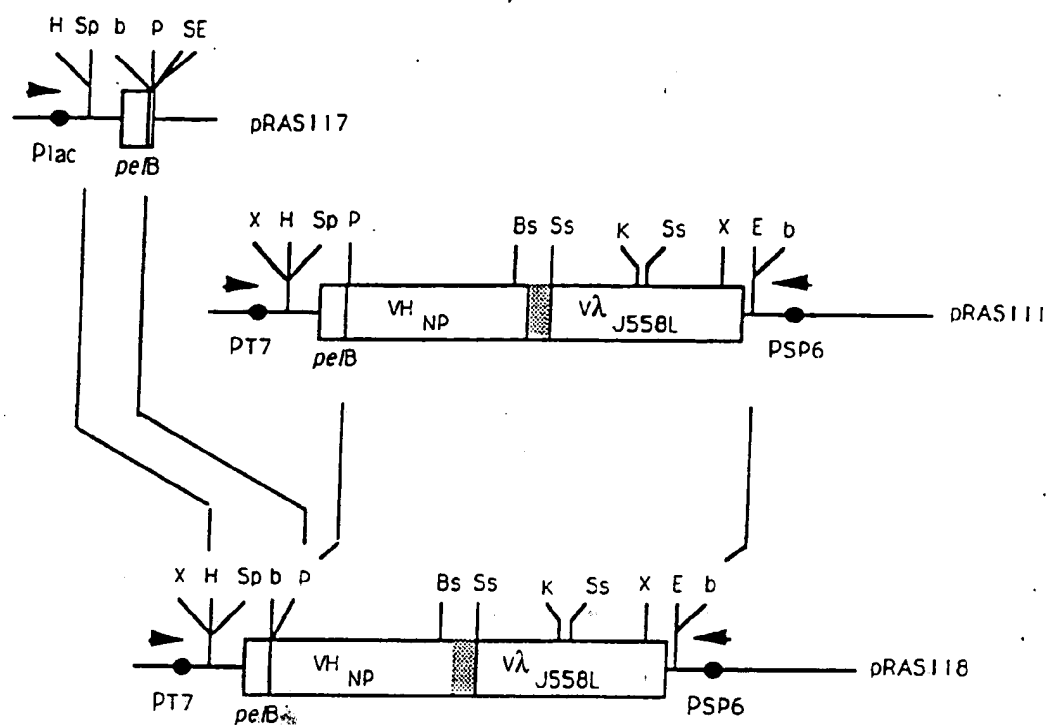 H Sp b P SE
pRAS117
Plac
pelB
X H Sp P
Bs Ss K Ss X E b
VH NP
Vλ J558L
pRAS111
PT7
pelB
PSP6
X H Sp b P
Bs Ss K Ss X E b
VH NP
Vλ J558L
pRAS118
PT7
pelB
PSP6